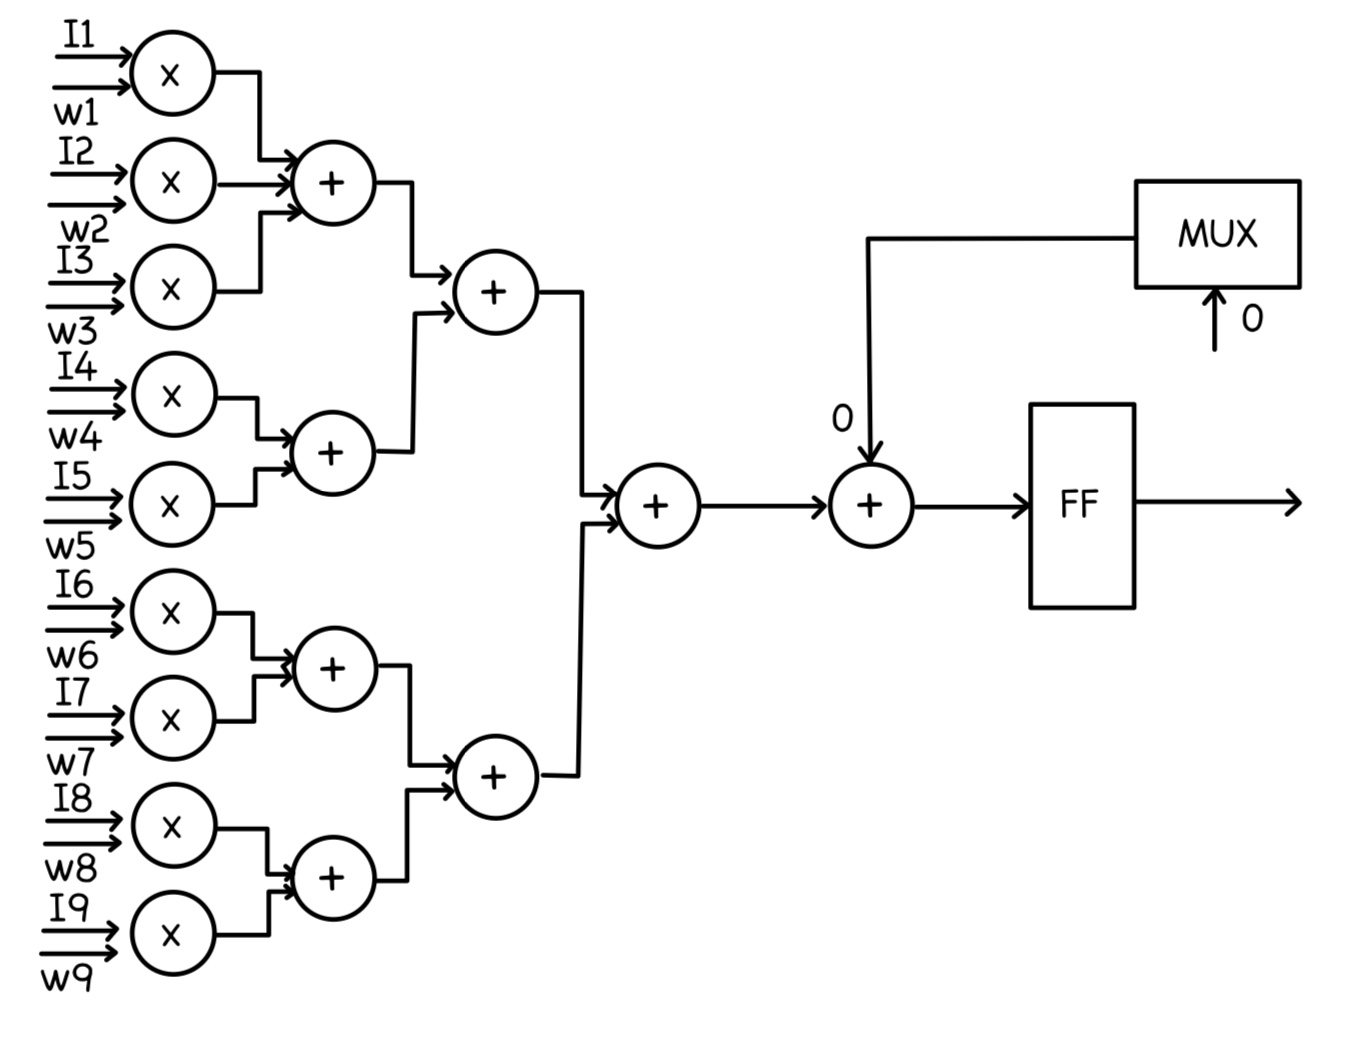 I1
x
w1
I2
x
+
w2
I3
x
+
w3
I4
x
w4
+
I5
x
w5
I6
x
w6
+
I7
x
w7
+
I8
x
w8
+
I9
x
w9
+
+
0
MUX
0
FF